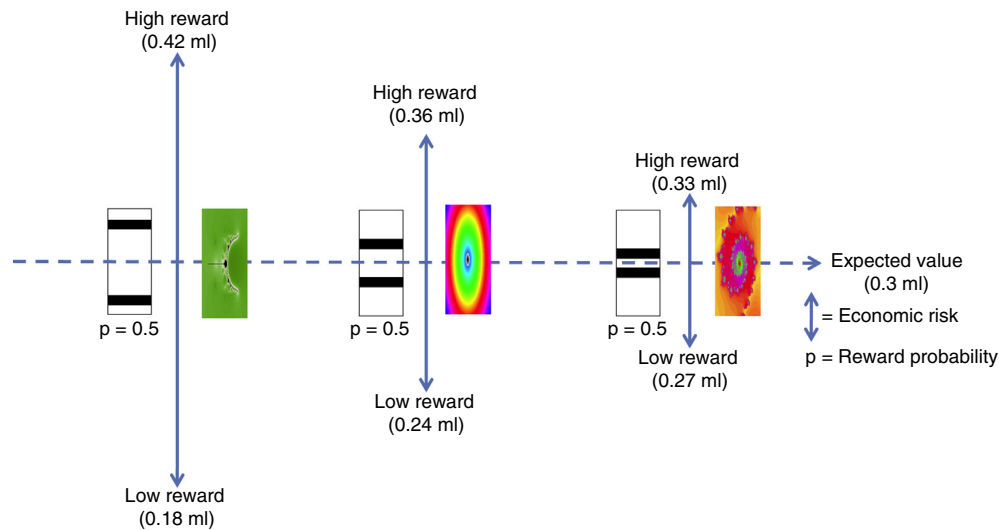 High reward
(0.42 ml)
p = 0.5
Low reward
(0.18 ml)
High reward
(0.36 ml)
p = 0.5
Low reward
(0.24 ml)
High reward
(0.33 ml)
p = 0.5
Low reward
(0.27 ml)
Expected value
(0.3 ml)
= Economic risk
p = Reward probability